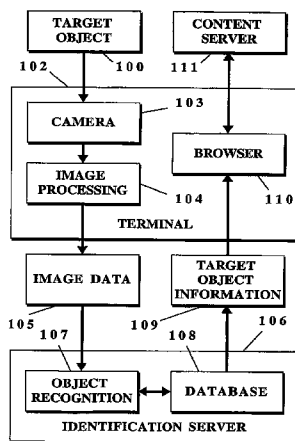 TARGET
OBJECT
100
CONTENT
SERVER
111
102
103
CAMERA
IMAGE
PROCESSING
104
BROWSER
110
TERMINAL
IMAGE DATA
105
TARGET
OBJECT
INFORMATION
109
106
107
108
OBJECT
RECOGNITION
DATABASE
IDENTIFICATION SERVER